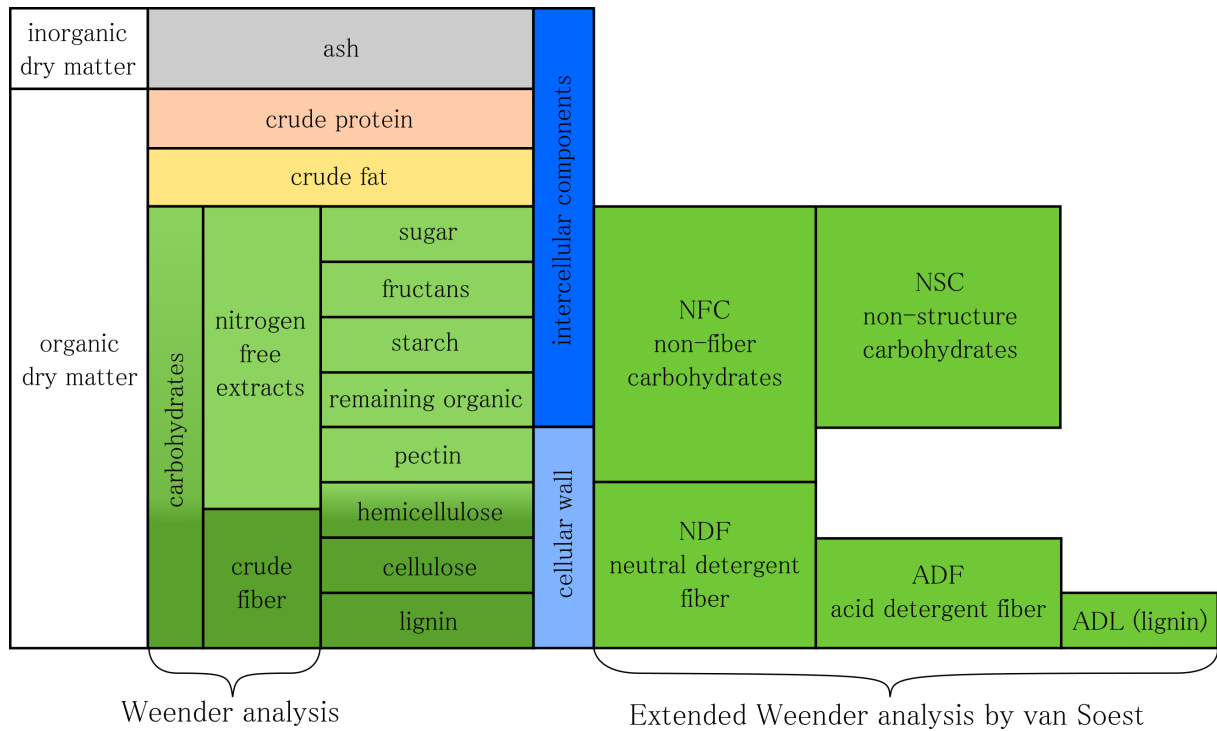 inorganic
dry matter
ash
crude protein
crude fat
organic
dry matter
carbohydrates
nitrogen
free
extracts
crude
fiber
sugar
fructans
starch
remaining organic
pectin
hemicellulose
cellulose
lignin
intercellular components
cellular wall
NFC
non-fiber
carbohydrates
NSC
non-structure
carbohydrates
NDF
neutral detergent
fiber
ADF
acid detergent fiber
ADL (lignin)
Weender analysis
Extended Weender analysis by van Soest